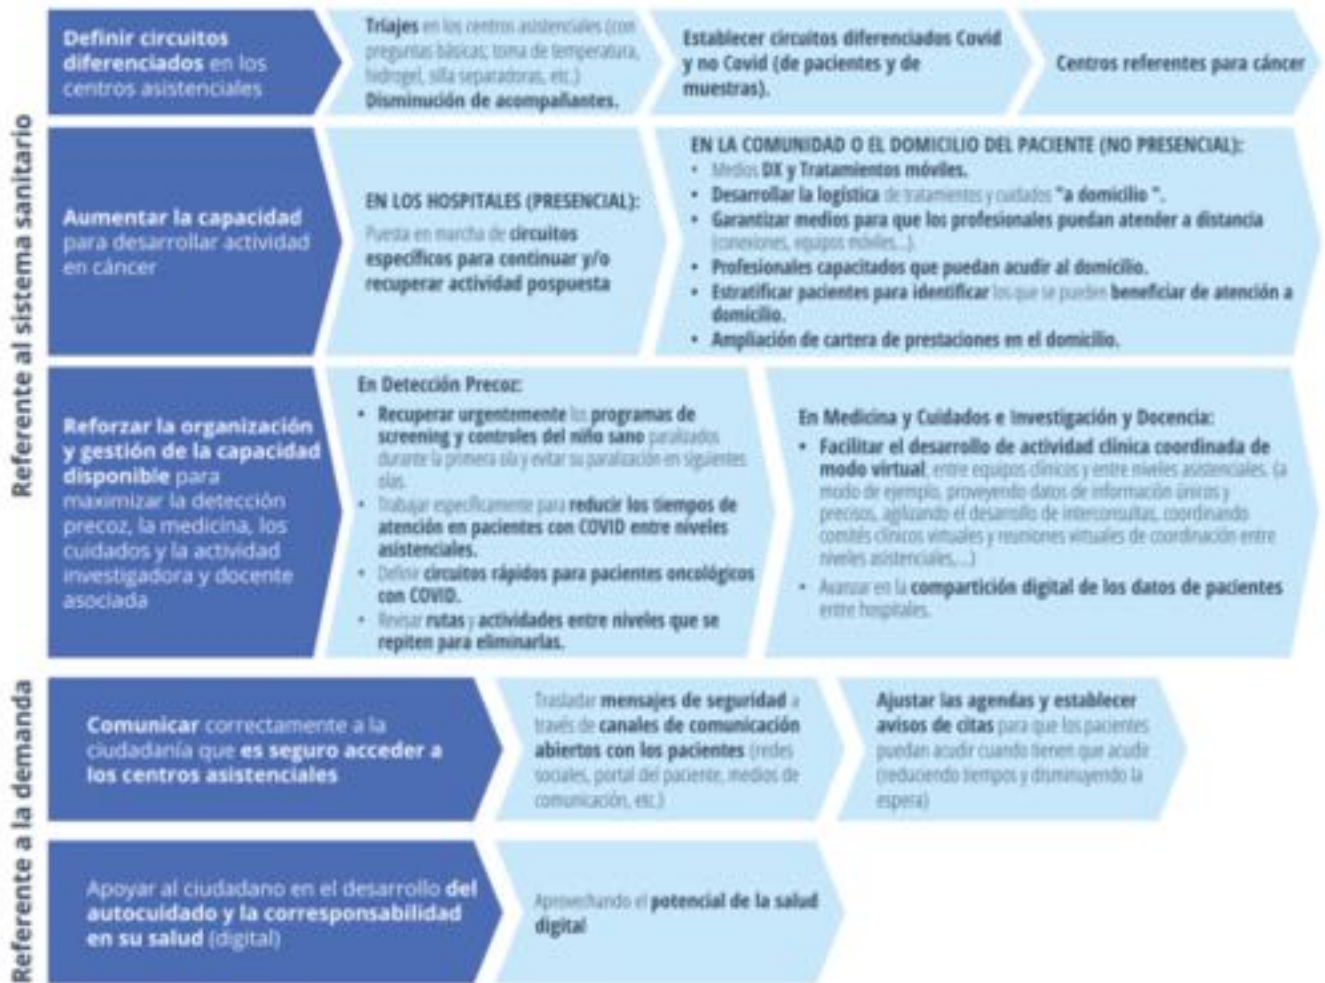 Referente al sistema sanitario
Definir circuitos
diferenciados en los
centros asistenciales
Triajes en los centros asistenciales (con
preguntas básicas, toma de temperatura,
hidrogel, silla separadoras, etc.)
Disminución de acompañantes.
Establecer circuitos diferenciados Covid
y no Covid (de pacientes y de
muestras).
Centros referentes para cáncer
Aumentar la capacidad
para desarrollar actividad
en cáncer
EN LOS HOSPITALES (PRESENCIAL):
Puesta en marcha de circuitos
específicos para continuar y/o
recuperar actividad pospuesta
EN LA COMUNIDAD O EL DOMICILIO DEL PACIENTE (NO PRESENCIAL):
• Medios DX y Tratamientos móviles.
• Desarrollar la logística de tratamientos y cuidados "a domicilio ".
• Garantizar medios para que los profesionales puedan atender a distancia
(conexiones, equipos móviles...).
• Profesionales capacitados que puedan acudir al domicilio.
• Estratificar pacientes para identificar los que se pueden beneficiar de atención a
domicilio.
• Ampliación de cartera de prestaciones en el domicilio.
Reforzar la organización
y gestión de la capacidad
disponible para
maximizar la detección
precoz, la medicina, los
cuidados y la actividad
investigadora y docente
asociada
En Detección Precoz:
• Recuperar urgentemente los programas de
screening y controles del niño sano paralizados
durante la primera ola y evitar su paralización en siguientes
olas.
• Trabajar específicamente para reducir los tiempos de
atención en pacientes con COVID entre niveles
asistenciales.
• Definir circuitos rápidos para pacientes oncológicos
con COVID.
• Revisar rutas y actividades entre niveles que se
repiten para eliminarlas.
En Medicina y Cuidados e Investigación y Docencia:
• Facilitar el desarrollo de actividad clínica coordinada de
modo virtual, entre equipos clínicos y entre niveles asistenciales. (a
modo de ejemplo, proveyendo datos de información únicos y
precisos, agilizando el desarrollo de interconsultas, coordinando
comités clínicos virtuales y reuniones virtuales de coordinación entre
niveles asistenciales,...)
• Avanzar en la compartición digital de los datos de pacientes
entre hospitales.
Referente a la demanda
Comunicar correctamente a la
ciudadanía que es seguro acceder a
los centros asistenciales
Trasladar mensajes de seguridad a
través de canales de comunicación
abiertos con los pacientes (redes
sociales, portal del paciente, medios de
comunicación, etc.)
Ajustar las agendas y establecer
avisos de citas para que los pacientes
puedan acudir cuando tienen que acudir
(reduciendo tiempos y disminuyendo la
espera)
Apoyar al ciudadano en el desarrollo del
autocuidado y la corresponsabilidad
en su salud (digital)
Aprovechando el potencial de la salud
digital